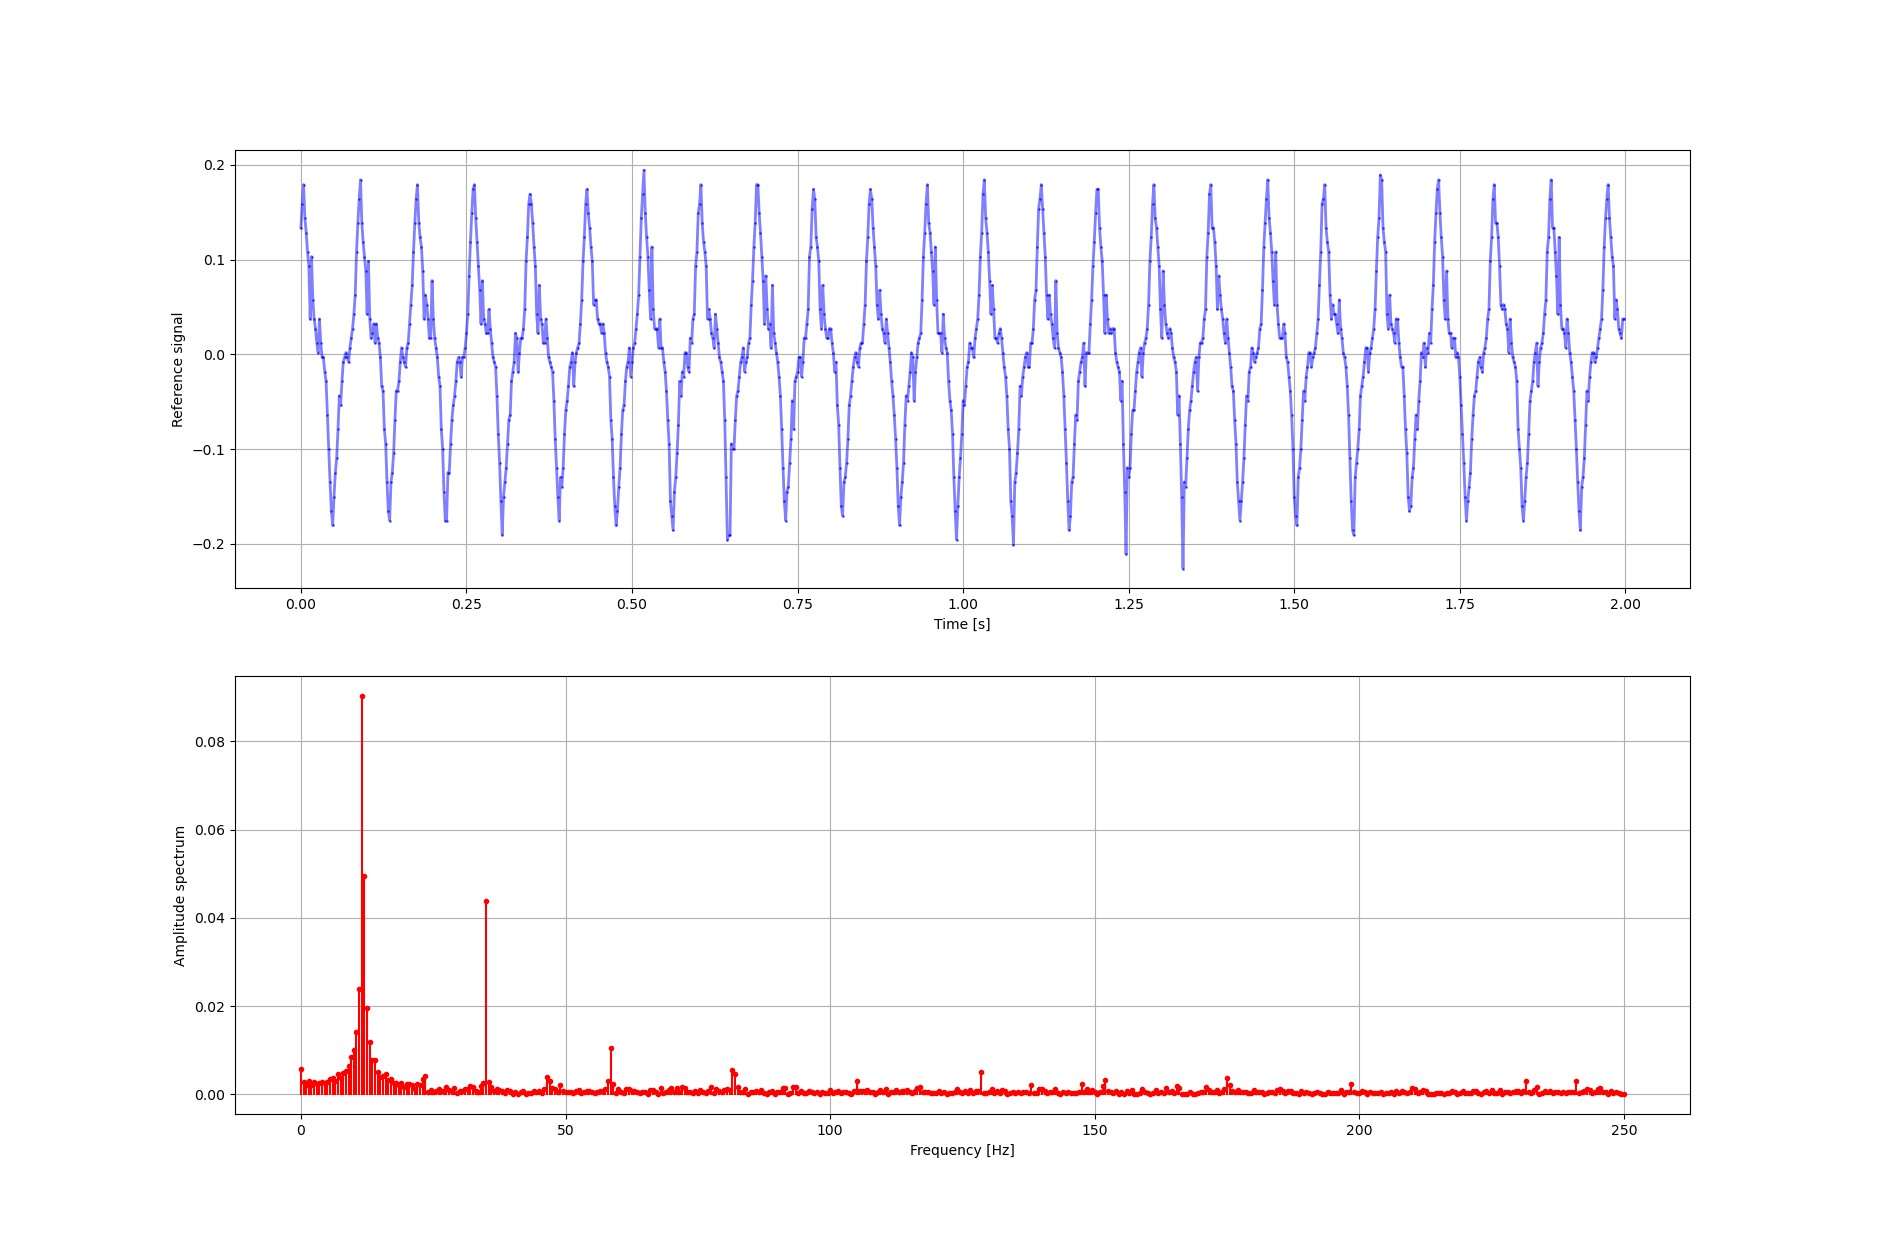 0.2
0.1
0.0
−0.1
−0.2
Reference signal
0.00 0.25 0.50 0.75 1.00 1.25 1.50 1.75 2.00
Time [s]
0.08
0.06
0.04
0.02
0.00
Amplitude spectrum
0 50 100 150 200 250
Frequency [Hz]